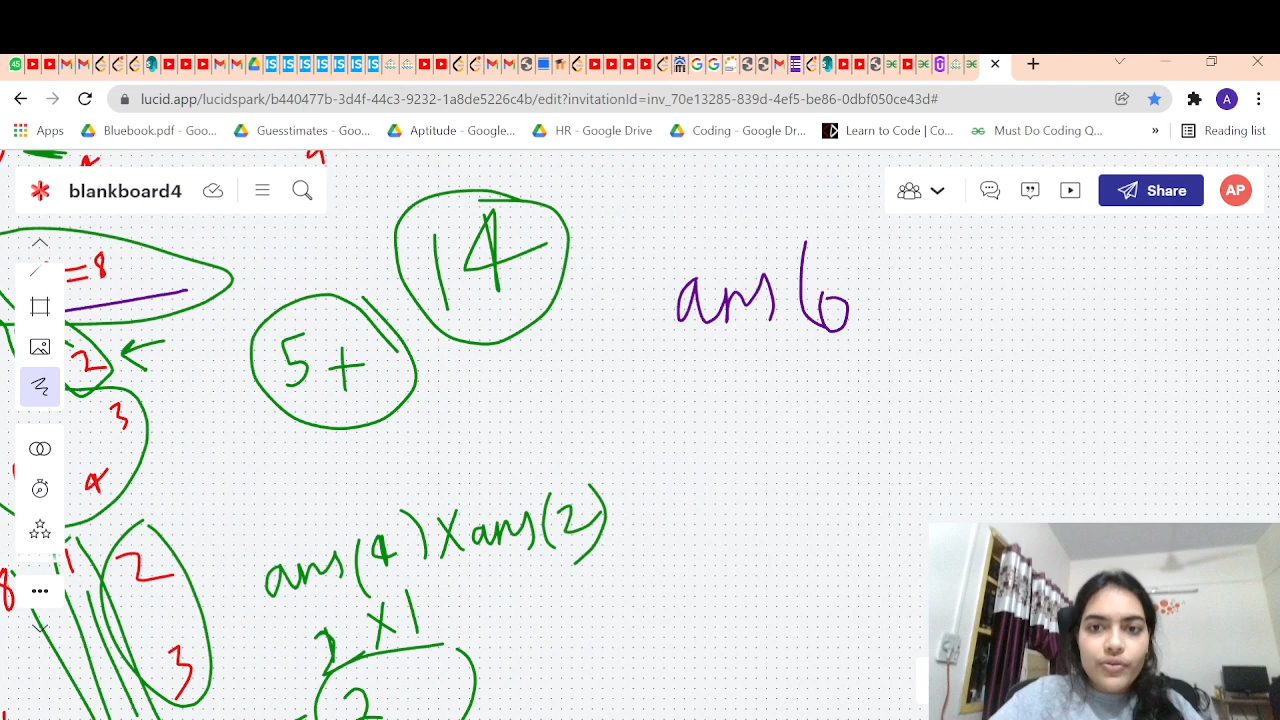 45
lucid.app/lucidspark/b440477b-3d4f-44c3-9232-1a8de5226c4b/edit?invitationId=inv_70e13285-839d-4ef5-be86-0dbf050ce43d#
A
Apps Bluebook.pdf - Goo... Guesstimates - Goo... Aptitude - Google... HR - Google Drive Coding - Google Dr... Learn to Code | Co... Must Do Coding Q... » Reading list
blankboard4 Share AP
14
= 8
ans(6
2
5+
3
4
ans(4) X ans(2)
1 2
8
2 X 1
3
2